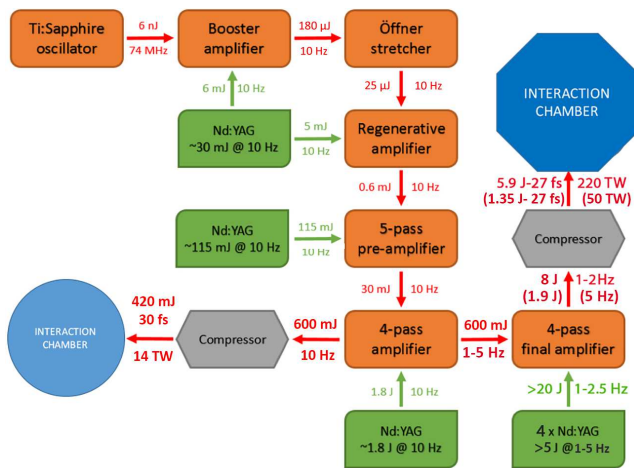 Ti:Sapphire
oscillator
6 nJ
74 MHz
Booster
amplifier
180 µJ
10 Hz
Öffner
stretcher
6 mJ
10 Hz
25 µJ
10 Hz
Nd:YAG
~30 mJ @ 10 Hz
5 mJ
10 Hz
Regenerative
amplifier
INTERACTION
CHAMBER
0.6 mJ
10 Hz
5.9 J-27 fs
220 TW
(1.35 J- 27 fs)
(50 TW)
Nd:YAG
~115 mJ @ 10 Hz
115 mJ
10 Hz
5-pass
pre-amplifier
Compressor
30 mJ
10 Hz
8 J
1-2Hz
(1.9 J)
(5 Hz)
INTERACTION
CHAMBER
420 mJ
30 fs
14 TW
Compressor
600 mJ
10 Hz
4-pass
amplifier
600 mJ
1-5 Hz
4-pass
final amplifier
1.8 J
10 Hz
>20 J
1-2.5 Hz
Nd:YAG
~1.8 J @ 10 Hz
4 x Nd:YAG
>5 J @1-5 Hz